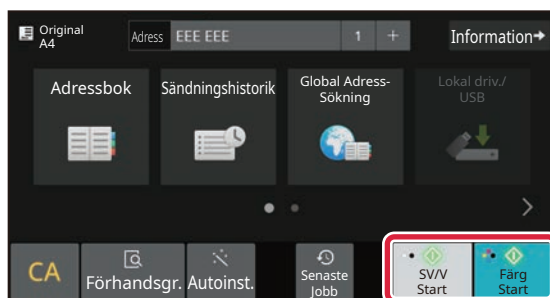 Original
A4
Adress EEE EEE 1 +
Information
Adressbok
Sändningshistorik
Global Adress-
Sökning
Lokal driv./
USB
CA
Förhandsgr.
Autoinst.
Senaste
Jobb
SV/V
Start
Färg
Start